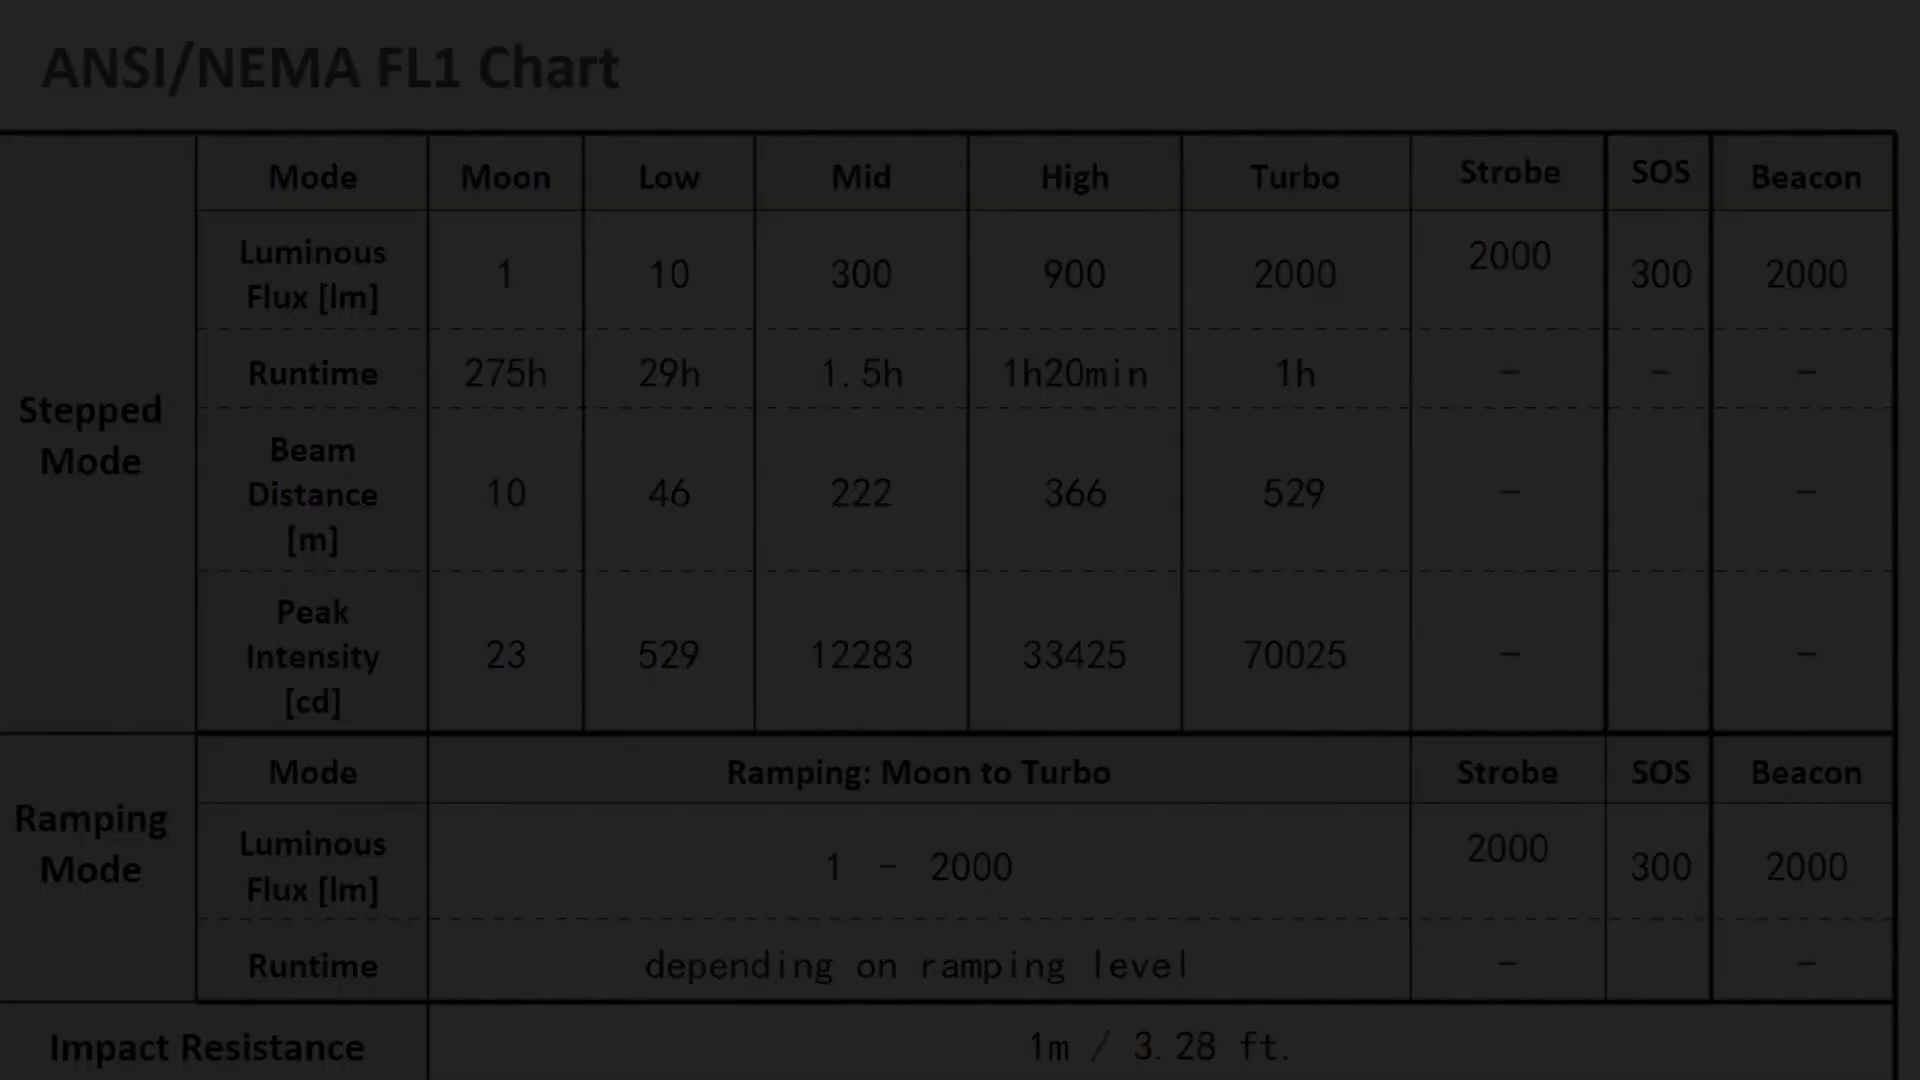 ANSI/NEMA FL1 Chart
Mode Moon Low Mid High Turbo Strobe SOS Beacon
Luminous
Flux [lm] 1 10 300 900 2000 2000 300 2000
Runtime 275h 29h 1.5h 1h20min 1h – – –
Stepped
Mode
Beam
Distance
[m] 10 46 222 366 529 – –
Peak
Intensity
[cd] 23 529 12283 33425 70025 – –
Ramping
Mode
Mode Ramping: Moon to Turbo Strobe SOS Beacon
Luminous
Flux [lm] 1 – 2000 2000 300 2000
Runtime depending on ramping level – –
Impact Resistance 1m / 3.28 ft.